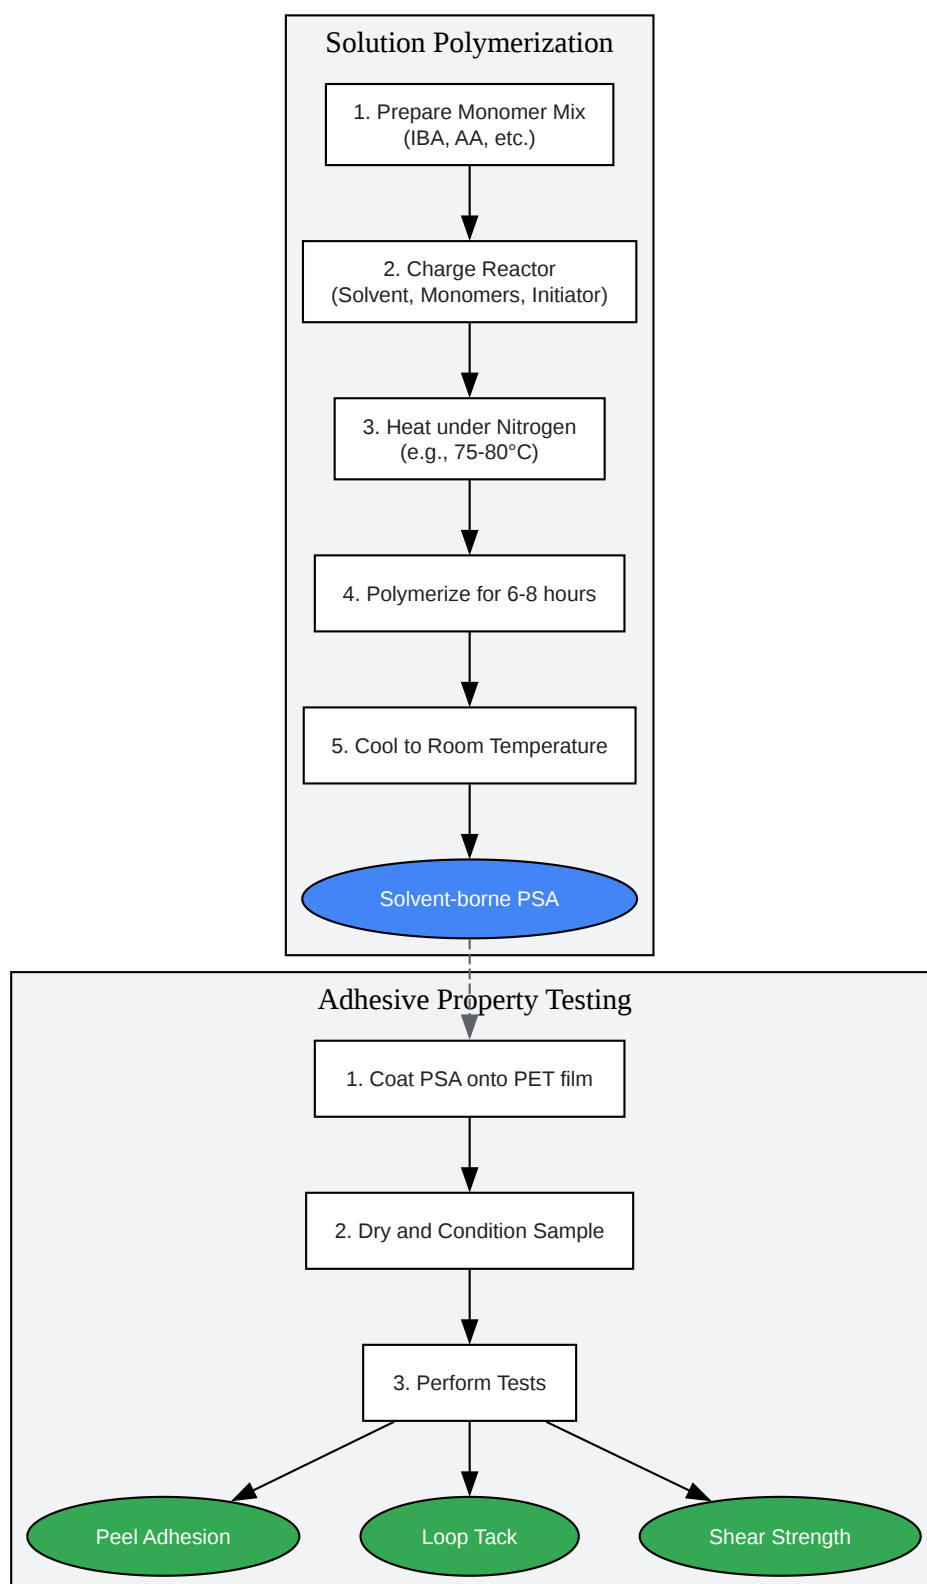 Solution Polymerization
1. Prepare Monomer Mix
(IBA, AA, etc.)
2. Charge Reactor
(Solvent, Monomers, Initiator)
3. Heat under Nitrogen
(e.g., 75-80°C)
4. Polymerize for 6-8 hours
5. Cool to Room Temperature
Solvent-borne PSA
Adhesive Property Testing
1. Coat PSA onto PET film
2. Dry and Condition Sample
3. Perform Tests
Peel Adhesion
Loop Tack
Shear Strength